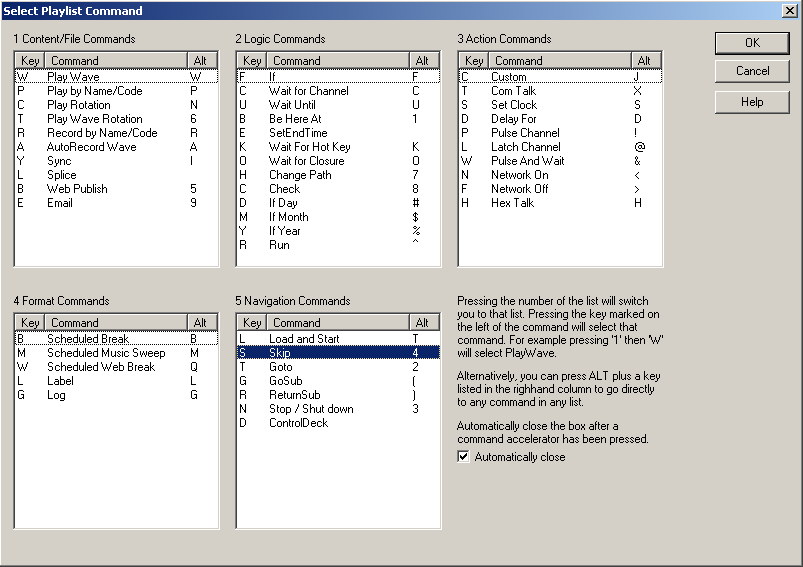 Select Playlist Command
1 Content/File Commands
Key Command Alt
W Play Wave W
P Play by Name/Code P
C Play Rotation N
T Play Wave Rotation 6
R Record by Name/Code R
A AutoRecord Wave A
Y Sync I
L Splice
B Web Publish 5
E Email 9
2 Logic Commands
Key Command Alt
F If F
C Wait for Channel C
U Wait Until U
B Be Here At 1
E SetEndTime
K Wait For Hot Key K
O Wait for Closure O
H Change Path 7
C Check 8
D If Day #
M If Month $
Y If Year %
R Run ^
3 Action Commands
Key Command Alt
C Custom J
T Com Talk X
S Set Clock S
D Delay For D
P Pulse Channel !
L Latch Channel @
W Pulse And Wait &
N Network On <
F Network Off >
H Hex Talk H
OK
Cancel
Help
4 Format Commands
Key Command Alt
B Scheduled Break B
M Scheduled Music Sweep M
W Scheduled Web Break Q
L Label L
G Log G
5 Navigation Commands
Key Command Alt
L Load and Start T
S Skip 4
T Goto 2
G GoSub (
R ReturnSub )
N Stop / Shut down 3
D ControlDeck
Pressing the number of the list will switch
you to that list. Pressing the key marked on
the left of the command will select that
command. For example pressing '1' then 'W'
will select PlayWave.
Alternatively, you can press ALT plus a key
listed in the righhand column to go directly
to any command in any list.
Automatically close the box after a
command accelerator has been pressed.
Automatically close